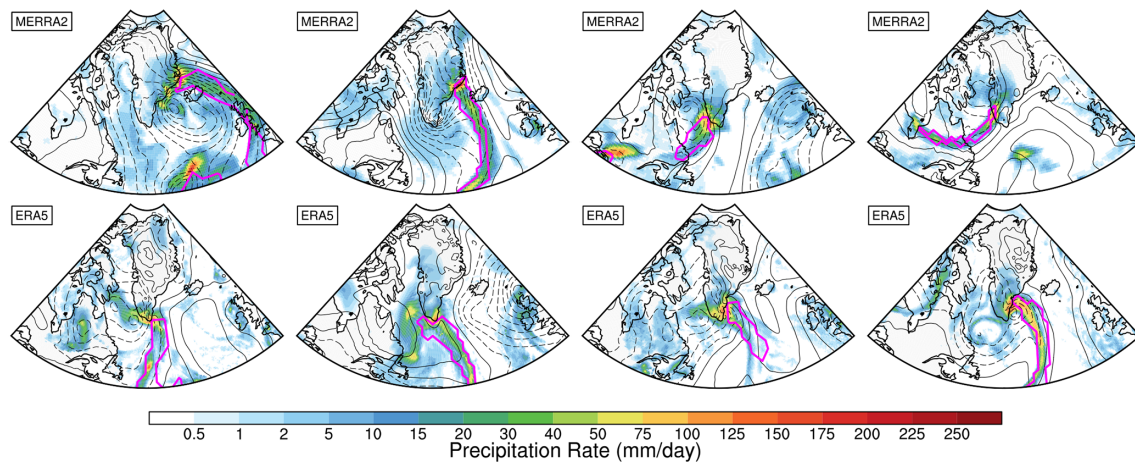 MERRA2 MERRA2 MERRA2 MERRA2
ERA5 ERA5 ERA5 ERA5
0.5 1 2 5 10 15 20 30 40 50 75 100 125 150 175 200 225 250
Precipitation Rate (mm/day)